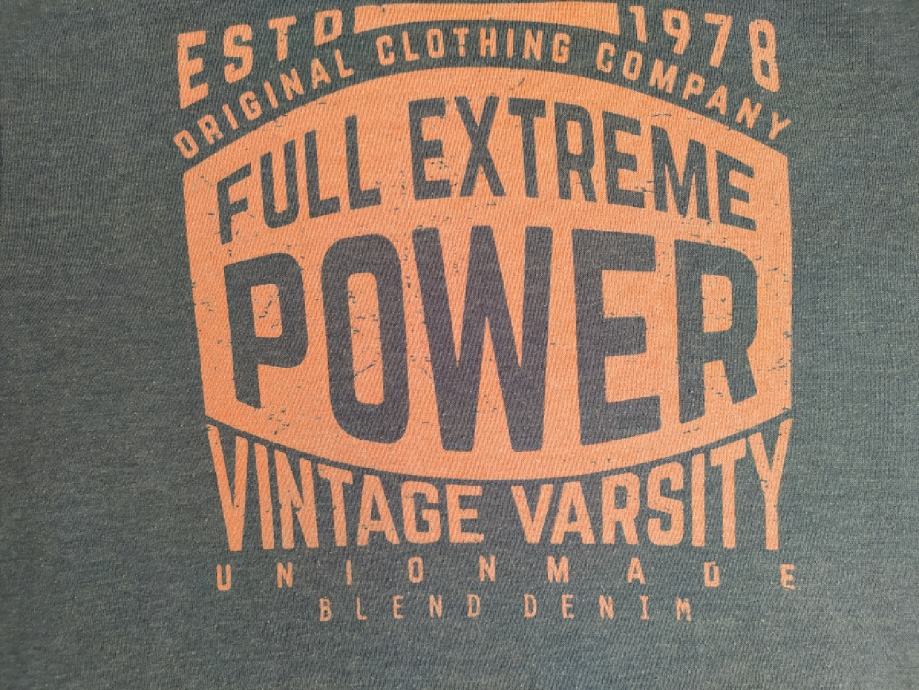 ESTD 1978
ORIGINAL CLOTHING COMPANY
FULL EXTREME
POWER
VINTAGE VARSITY
UNIONMADE
BLEND DENIM